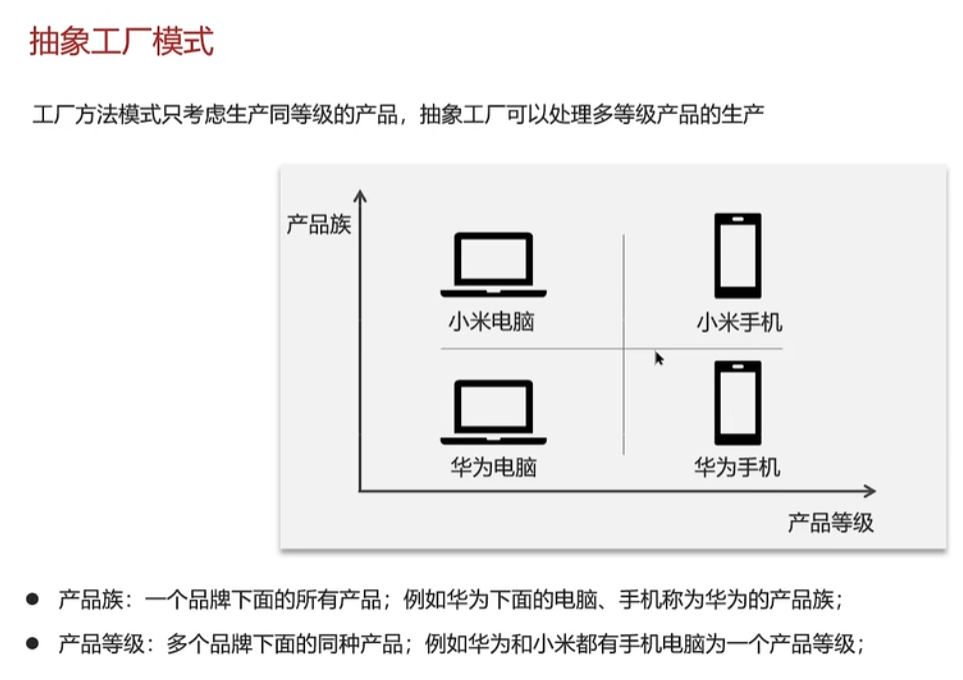 抽象工厂模式
工厂方法模式只考虑生产同等级的产品，抽象工厂可以处理多等级产品的生产
产品族
小米电脑
小米手机
华为电脑
华为手机
产品等级
● 产品族：一个品牌下面的所有产品；例如华为下面的电脑、手机称为华为的产品族；
● 产品等级：多个品牌下面的同种产品；例如华为和小米都有手机电脑为一个产品等级；